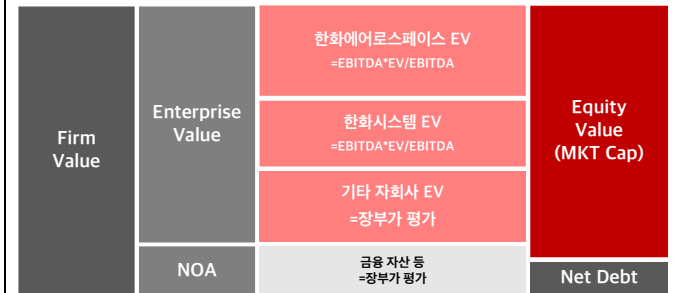 Firm
Value
Enterprise
Value
NOA
한화에어로스페이스 EV
=EBITDA*EV/EBITDA
한화시스템 EV
=EBITDA*EV/EBITDA
기타 자회사 EV
=장부가 평가
금융 자산 등
=장부가 평가
Equity
Value
(MKT Cap)
Net Debt